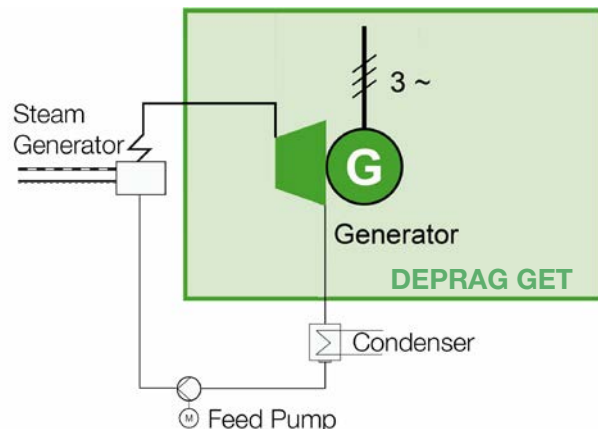 3 ~
Steam
Generator
G
Generator
DEPRAG GET
Condenser
M
Feed Pump